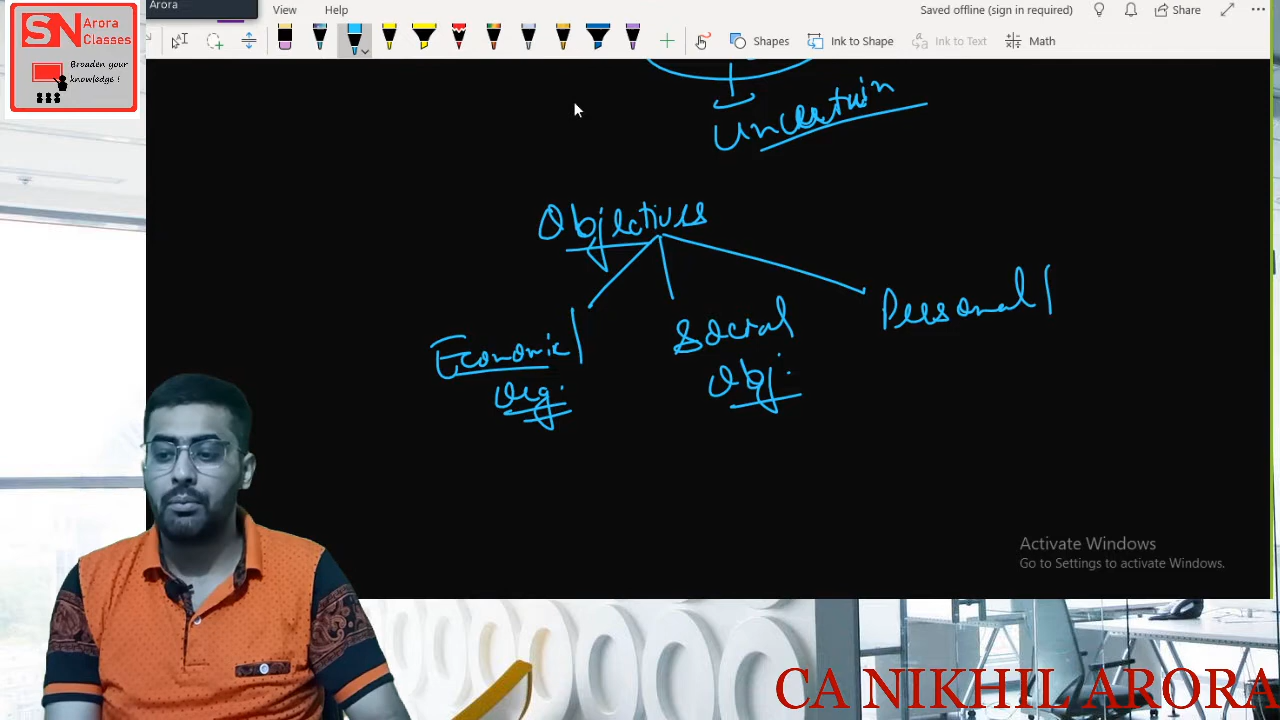 Arora
View Help Saved offline (sign in required) Share
SN Arora Classes
Broaden your knowledge !
Shapes Ink to Shape Ink to Text Math
Uncertain
Objectives
Economic Social Personal
Org. Obj.
Activate Windows
Go to Settings to activate Windows.
CA NIKHIL ARORA